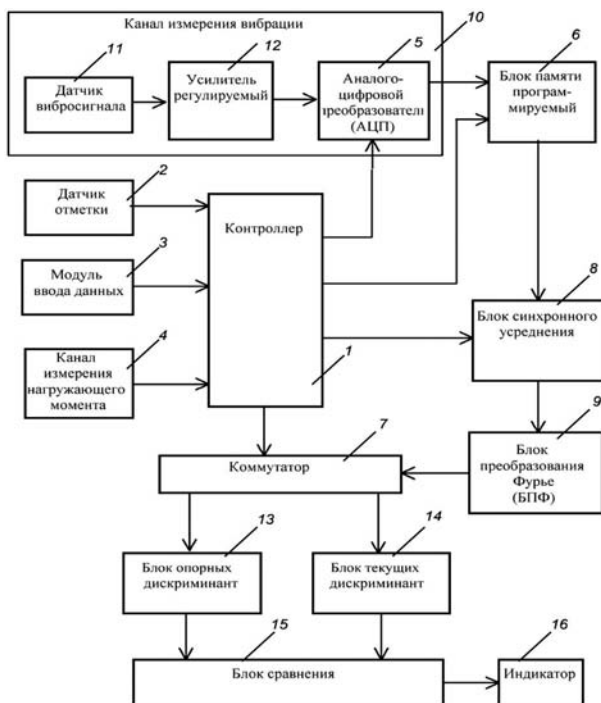 Канал измерения вибрации
10
11
12
5
6
Датчик
вибросигнала
Усилитель
регулируемый
Аналого-
цифровой
преобразователь
(АЦП)
Блок памяти
програм-
мируемый
2
Датчик
отметки
3
Модуль
ввода данных
4
Канал
измерения
нагружающего
момента
Контроллер
1
8
Блок синхронного
усреднения
9
Блок
преобразования
Фурье
(БПФ)
7
Коммутатор
13
Блок опорных
дискриминант
14
Блок текущих
дискриминант
15
Блок сравнения
16
Индикатор